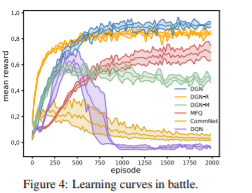 1.0
0.8
0.6
0.4
0.2
0.0
mean reward
0 250 500 750 1000 1250 1500 1750 2000
episode
DGN
DGN-R
DGN-M
MFQ
CommNet
DQN
Figure 4: Learning curves in battle.